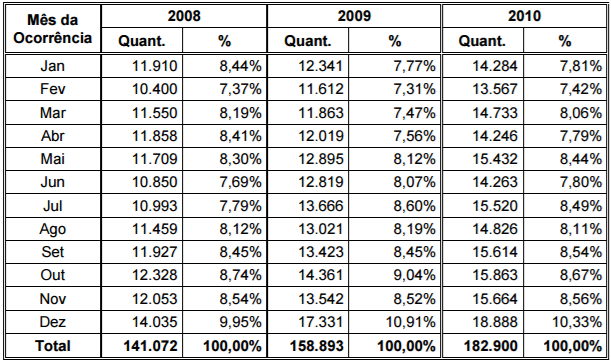 Mês da Ocorrência 2008 2009 2010
Quant. % Quant. % Quant. %
Jan 11.910 8,44% 12.341 7,77% 14.284 7,81%
Fev 10.400 7,37% 11.612 7,31% 13.567 7,42%
Mar 11.550 8,19% 11.863 7,47% 14.733 8,06%
Abr 11.858 8,41% 12.019 7,56% 14.246 7,79%
Mai 11.709 8,30% 12.895 8,12% 15.432 8,44%
Jun 10.850 7,69% 12.819 8,07% 14.263 7,80%
Jul 10.993 7,79% 13.666 8,60% 15.520 8,49%
Ago 11.459 8,12% 13.021 8,19% 14.826 8,11%
Set 11.927 8,45% 13.423 8,45% 15.614 8,54%
Out 12.328 8,74% 14.361 9,04% 15.863 8,67%
Nov 12.053 8,54% 13.542 8,52% 15.664 8,56%
Dez 14.035 9,95% 17.331 10,91% 18.888 10,33%
Total 141.072 100,00% 158.893 100,00% 182.900 100,00%